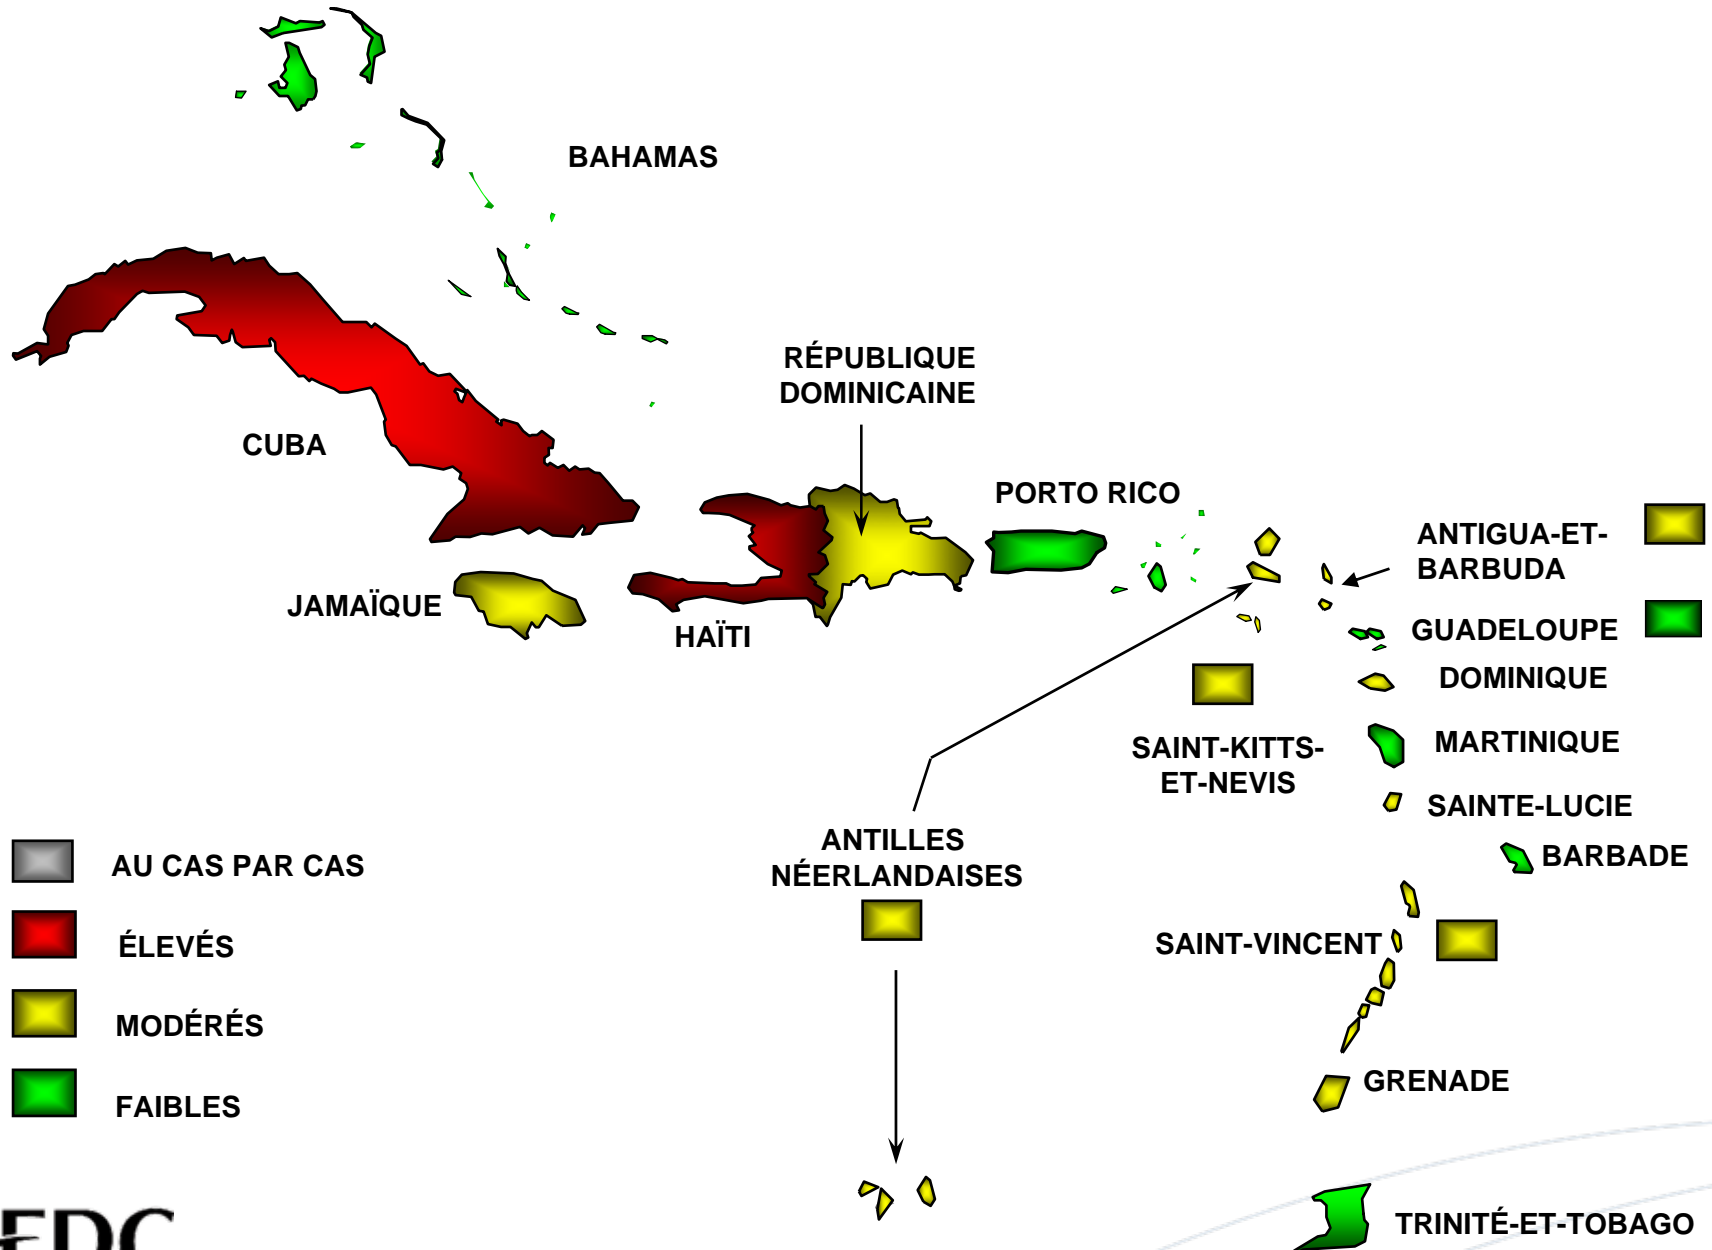 BAHAMAS
RÉPUBLIQUE
DOMINICAINE
CUBA
PORTO RICO
ANTIGUA-ET-
BARBUDA
JAMAÏQUE
HAÏTI
GUADELOUPE
DOMINIQUE
SAINT-KITTS-
ET-NEVIS
MARTINIQUE
SAINTE-LUCIE
ANTILLES
NÉERLANDAISES
BARBADE
AU CAS PAR CAS
ÉLEVÉS
MODÉRÉS
FAIBLES
SAINT-VINCENT
GRENADE
TRINITÉ-ET-TOBAGO
EDC